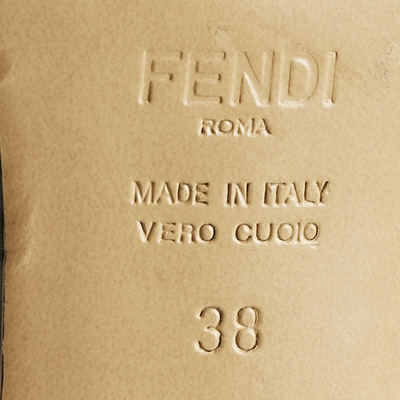 FENDI
ROMA
MADE IN ITALY
VERO CUOIO
38